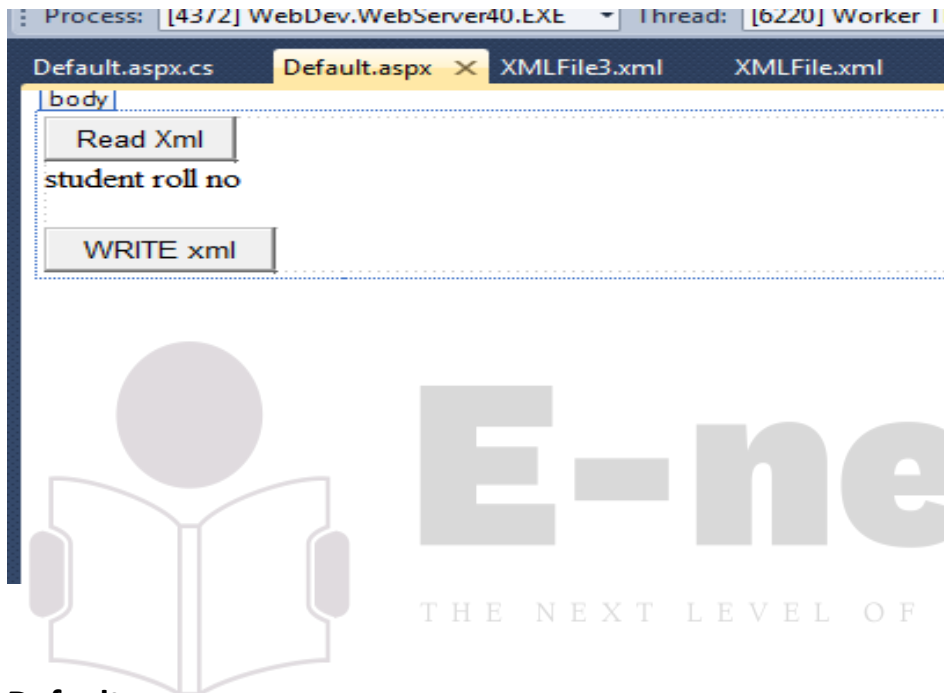 Process: [4372] WebDev.WebServer40.EXE Thread: [6220] Worker
Default.aspx.cs Default.aspx XMLFile3.xml XMLFile.xml
body
Read Xml
student roll no
WRITE xml
E-ne
THE NEXT LEVEL OF